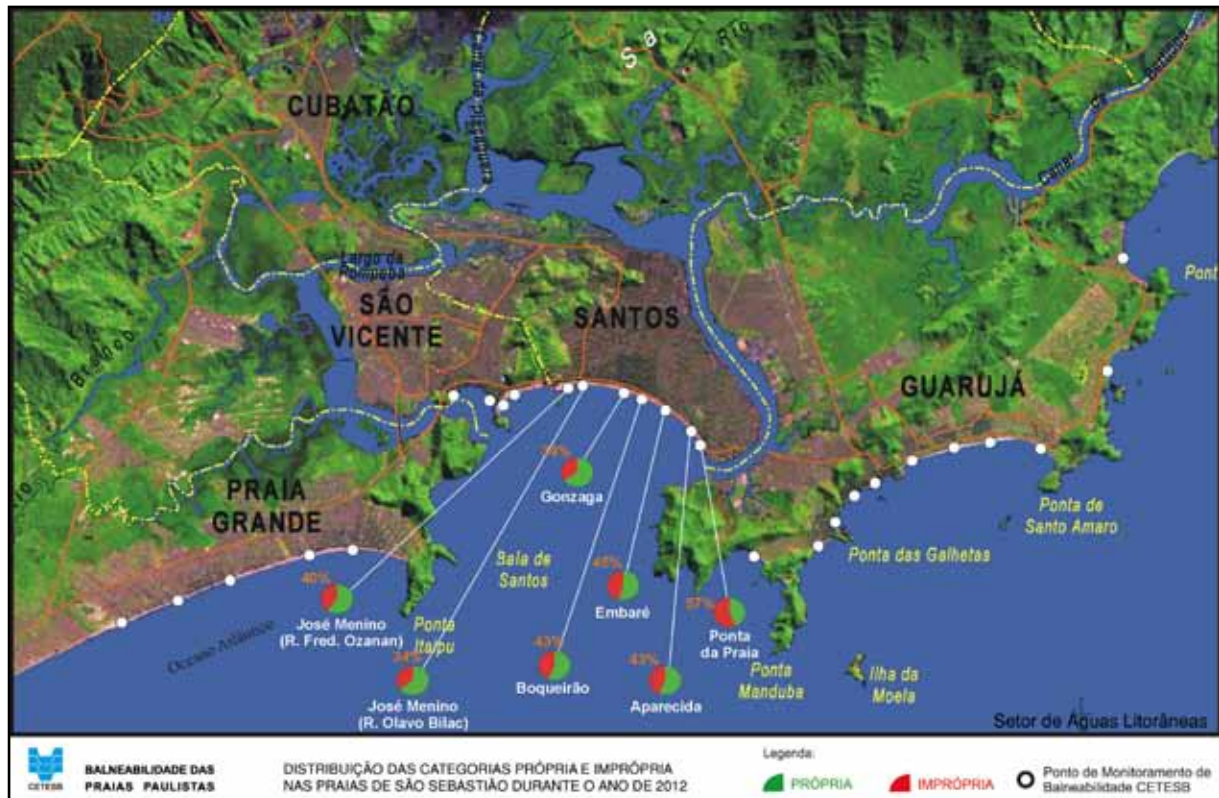 CUBATÃO
Largo da
Pompeba
SÃO
VICENTE
SANTOS
GUARUJÁ
PRAIA
GRANDE
Gonzaga
Baía de
Santos
Ponta de
Santo Amaro
Ponta das Galhetas
40%
José Menino
(R. Fred. Ozanan)
Embaré
57%
Ponta
da Praia
Oceano Atlântico
Ponta
Itaipu
34%
José Menino
(R. Olavo Bilac)
43%
Boqueirão
43%
Aparecida
Ponta
Manduba
Ilha da
Moela
Setor de Águas Litorâneas
CETESB
BALNEABILIDADE DAS
PRAIAS PAULISTAS
DISTRIBUIÇÃO DAS CATEGORIAS PRÓPRIA E IMPRÓPRIA
NAS PRAIAS DE SÃO SEBASTIÃO DURANTE O ANO DE 2012
Legenda:
PRÓPRIA
IMPRÓPRIA
Ponto de Monitoramento de
Balneabilidade CETESB